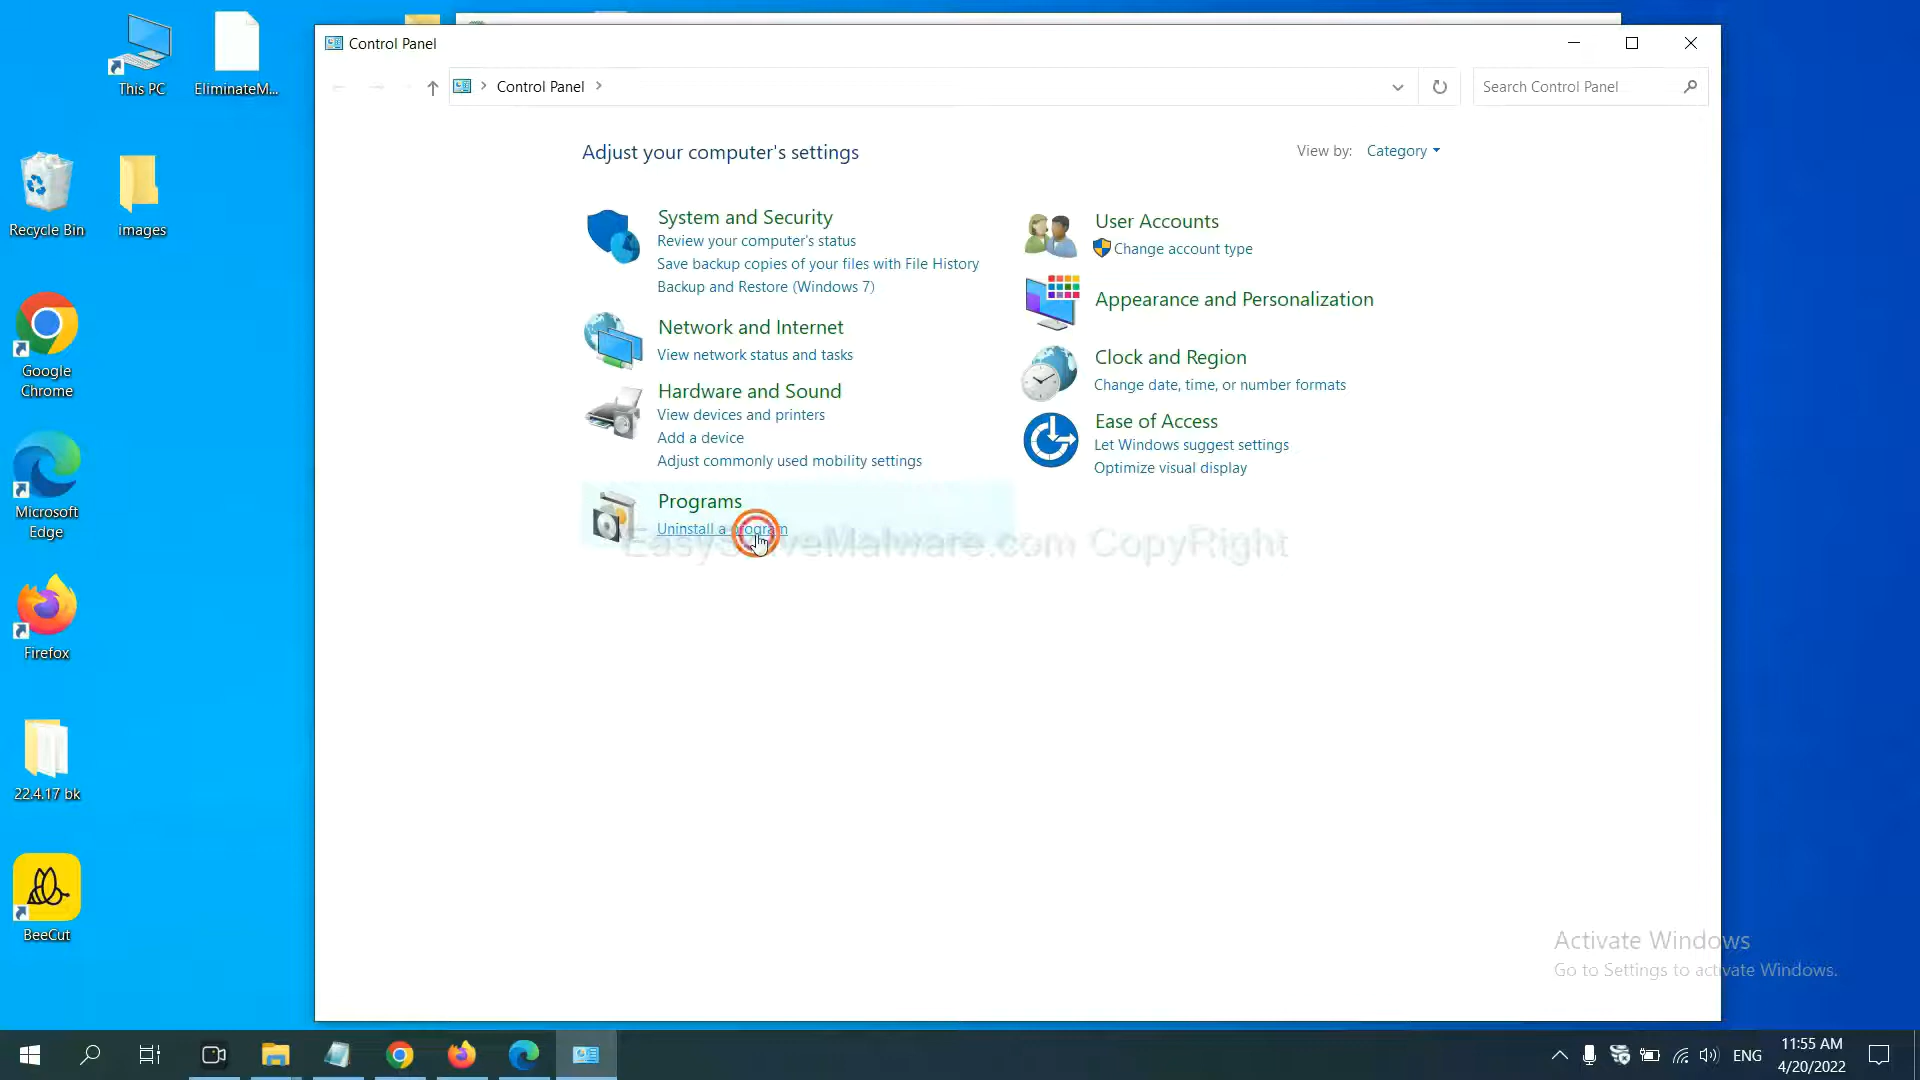 This PC
EliminateM...
Recycle Bin
images
Google
Chrome
Microsoft
Edge
Firefox
22.4.17 bk
BeeCut
Control Panel
Control Panel
Search Control Panel
Adjust your computer's settings
View by: Category
System and Security
Review your computer's status
Save backup copies of your files with File History
Backup and Restore (Windows 7)
Network and Internet
View network status and tasks
Hardware and Sound
View devices and printers
Add a device
Adjust commonly used mobility settings
Programs
Uninstall a program
User Accounts
Change account type
Appearance and Personalization
Clock and Region
Change date, time, or number formats
Ease of Access
Let Windows suggest settings
Optimize visual display
EasySolveMalware.com CopyRight
Activate Windows
Go to Settings to activate Windows.
ENG
11:55 AM
4/20/2022